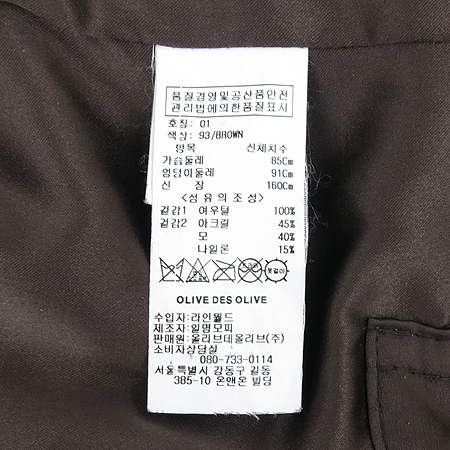 품질경영및공산품안전
관리법에의한품질표시
호칭: 01
색상: 93/BROWN
항목 신체치수
가슴둘레 85Cm
엉덩이둘레 91Cm
신 장 160Cm
<섬유의조성>
겉감1 여우털 100%
겉감2 아크릴 45%
모 40%
나일론 15%
드라이
옷걸이
OLIVE DES OLIVE
수입자:라인월드
제조자:일명모피
판매원:올리브데올리브(주)
소비자상담실
080-733-0114
서울특별시 강동구 길동
385-10 온앤온 빌딩